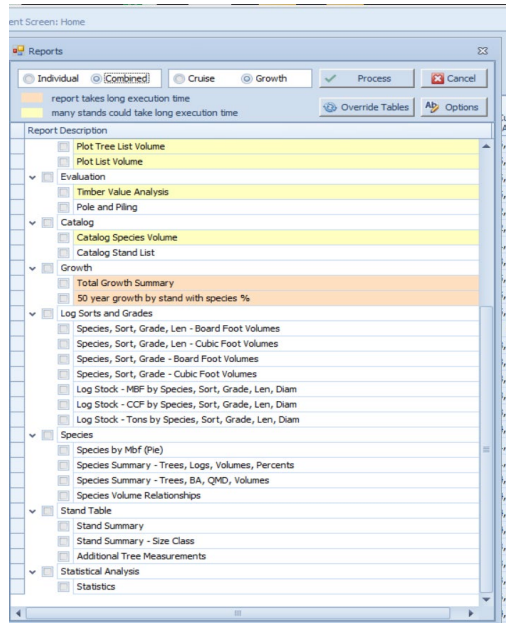 ent Screen: Home
Reports
Individual Combined Cruise Growth Process Cancel
report takes long execution time
many stands could take long execution time
Override Tables Options
Report Description
Plot Tree List Volume
Plot List Volume
Evaluation
Timber Value Analysis
Pole and Piling
Catalog
Catalog Species Volume
Catalog Stand List
Growth
Total Growth Summary
50 year growth by stand with species %
Log Sorts and Grades
Species, Sort, Grade, Len - Board Foot Volumes
Species, Sort, Grade, Len - Cubic Foot Volumes
Species, Sort, Grade - Board Foot Volumes
Species, Sort, Grade - Cubic Foot Volumes
Log Stock - MBF by Species, Sort, Grade, Len, Diam
Log Stock - CCF by Species, Sort, Grade, Len, Diam
Log Stock - Tons by Species, Sort, Grade, Len, Diam
Species
Species by Mbf (Pie)
Species Summary - Trees, Logs, Volumes, Percents
Species Summary - Trees, BA, QMD, Volumes
Species Volume Relationships
Stand Table
Stand Summary
Stand Summary - Size Class
Additional Tree Measurements
Statistical Analysis
Statistics